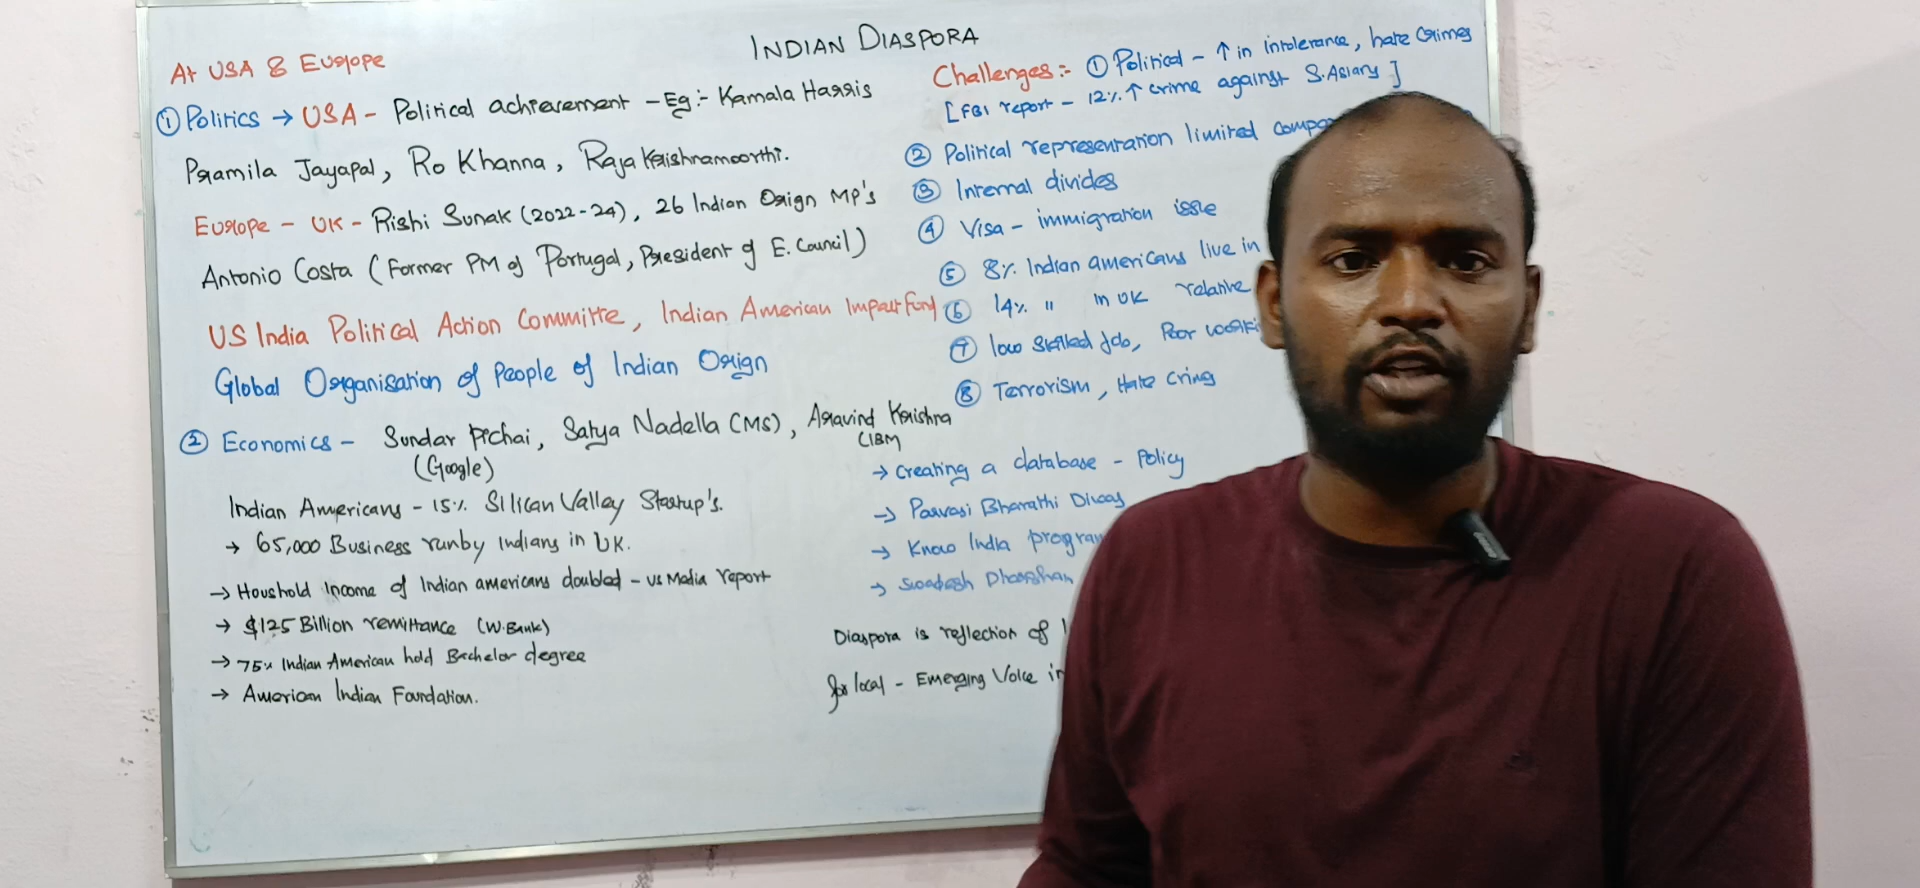 INDIAN DIASPORA
At USA & Europe
① Politics → USA - Political achievement - Eg:- Kamala Harris
Pramila Jayapal, Ro Khanna, Raja Krishnamoorthi.
Europe - UK - Rishi Sunak (2022-24), 26 Indian Orign MP's
Antonio Costa (Former PM of Portugal, President of E. Council)
US India Political Action Committe, Indian American Impact Fund
Global Organisation of People of Indian Orign
② Economics - Sundar Pichai, Satya Nadella (MS), Aravind Krishna
(Google)
(IBM
Indian Americans - 15% Silican Valley Startup's.
→ 65,000 Business runby Indians in UK.
→ Houshold Income of Indian americans doubled - US Media report
→ $125 Billion remittance (W.Bank)
→ 75% Indian American hold Bachelor degree
→ American Indian Foundation.
Challenges:- ① Political - ↑ in intolerance, hate Crimes
[FBI report - 12% ↑ crime against S.Asians]
② Political representation limited
③ Internal divides
④ Visa - immigration issue
⑤ 8% Indian americans live in
⑥ 14% " in UK relative
⑦ low skilled Job, Poor
⑧ Terrorism, Hate
→ Creating a database - Policy
→ Pravasi Bharathi Divas
→ Know India
→ Swadesh Dharshan
Diaspora is reflection of
for local - Emerging Voice in